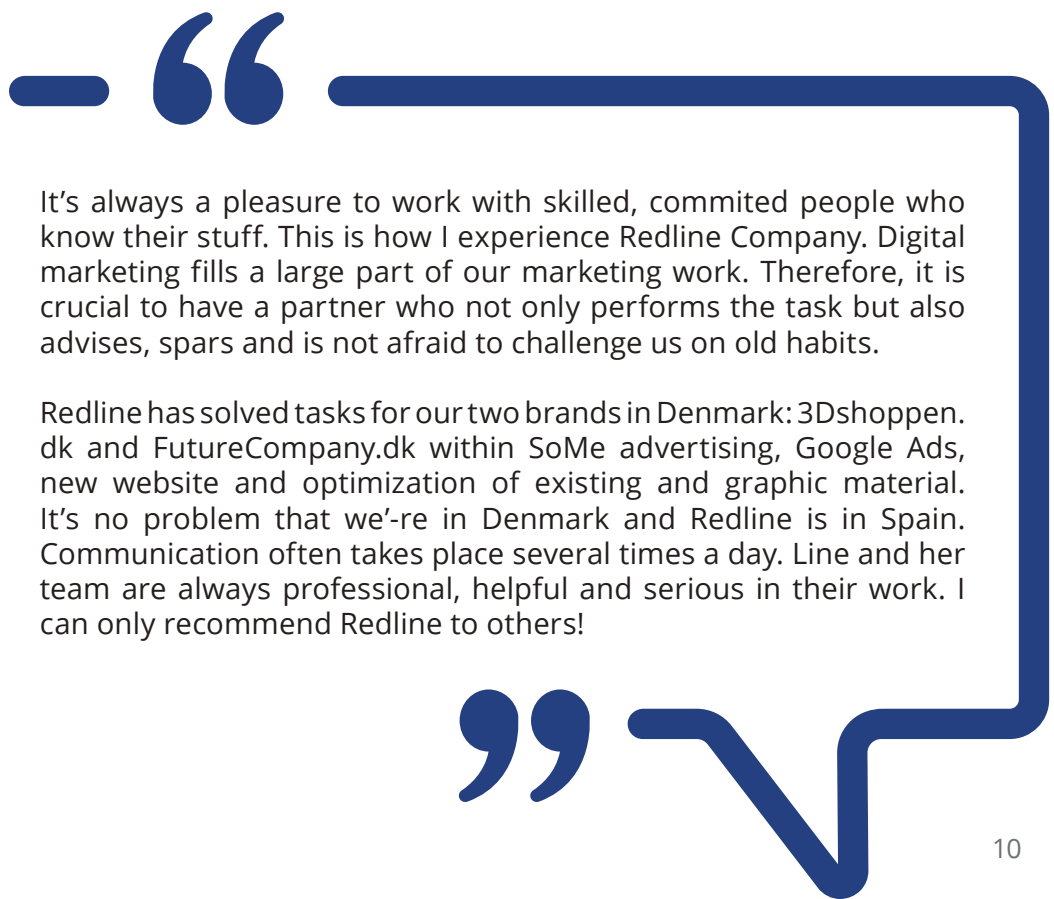 It’s always a pleasure to work with skilled, commited people who
know their stuff. This is how I experience Redline Company. Digital
marketing fills a large part of our marketing work. Therefore, it is
crucial to have a partner who not only performs the task but also
advises, spars and is not afraid to challenge us on old habits.
Redline has solved tasks for our two brands in Denmark: 3Dshoppen.
dk and FutureCompany.dk within SoMe advertising, Google Ads,
new website and optimization of existing and graphic material.
It’s no problem that we’-re in Denmark and Redline is in Spain.
Communication often takes place several times a day. Line and her
team are always professional, helpful and serious in their work. I
can only recommend Redline to others!
10